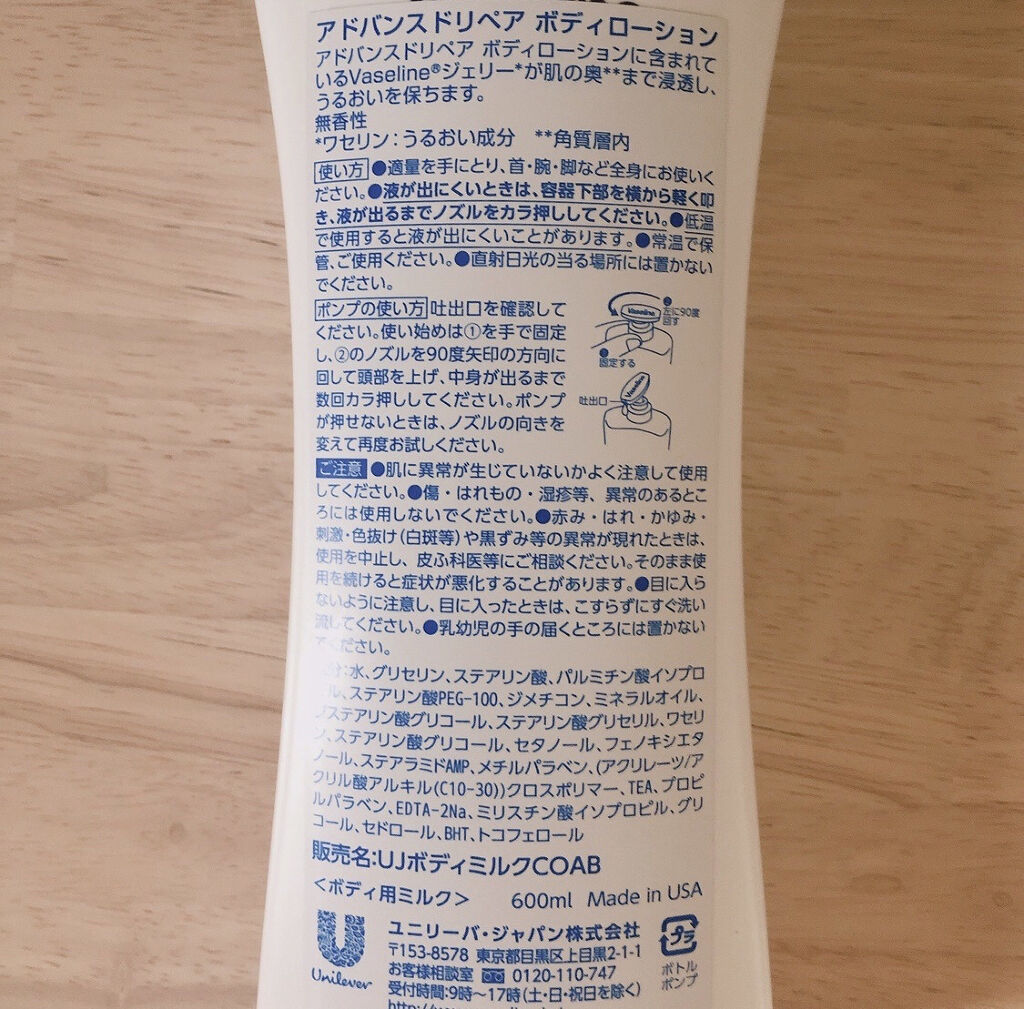 アドバンスドリペア ボディローション
アドバンスドリペア ボディローションに含まれて
いるVaseline®ジェリー*が肌の奥**まで浸透し、
うるおいを保ちます。
無香性
*ワセリン：うるおい成分　**角質層内
使い方 ●適量を手にとり、首・腕・脚など全身にお使いく
ださい。●液が出にくいときは、容器下部を横から軽く叩
き、液が出るまでノズルをカラ押ししてください。●低温
で使用すると液が出にくいことがあります。●常温で保
管、ご使用ください。●直射日光の当る場所には置かない
でください。
ポンプの使い方 吐出口を確認して
ください。使い始めは①を手で固定
し、②のノズルを90度矢印の方向に
回して頭部を上げ、中身が出るまで
数回カラ押ししてください。ポンプ
が押せないときは、ノズルの向きを
変えて再度お試しください。
左に90度
回す
Vaseline
固定する
Vaseline
吐出口
ご注意 ●肌に異常が生じていないかよく注意して使用
してください。●傷・はれもの・湿疹等、異常のあるとこ
ろには使用しないでください。●赤み・はれ・かゆみ・
刺激・色抜け(白斑等)や黒ずみ等の異常が現れたときは、
使用を中止し、皮ふ科医等にご相談ください。そのまま使
用を続けると症状が悪化することがあります。●目に入ら
ないように注意し、目に入ったときは、こすらずにすぐ洗い
流してください。●乳幼児の手の届くところには置かない
でください。
:水、グリセリン、ステアリン酸、パルミチン酸イソプロ
ル、ステアリン酸PEG-100、ジメチコン、ミネラルオイル、
ステアリン酸グリコール、ステアリン酸グリセリル、ワセリ
ン、ステアリン酸グリコール、セタノール、フェノキシエタ
ノール、ステアラミドAMP、メチルパラベン、(アクリレーツ/ア
クリル酸アルキル(C10-30))クロスポリマー、TEA、プロピ
ルパラベン、EDTA-2Na、ミリスチン酸イソプロピル、グリ
コール、セドロール、BHT、トコフェロール
販売名:UJボディミルクCOAB
＜ボディ用ミルク＞　600ml Made in USA
Unilever
ユニリーバ・ジャパン株式会社
〒153-8578 東京都目黒区上目黒2-1-1
お客様相談室 0120-110-747
受付時間:9時〜17時(土・日・祝日を除く)
プラ
ボトル
ポンプ